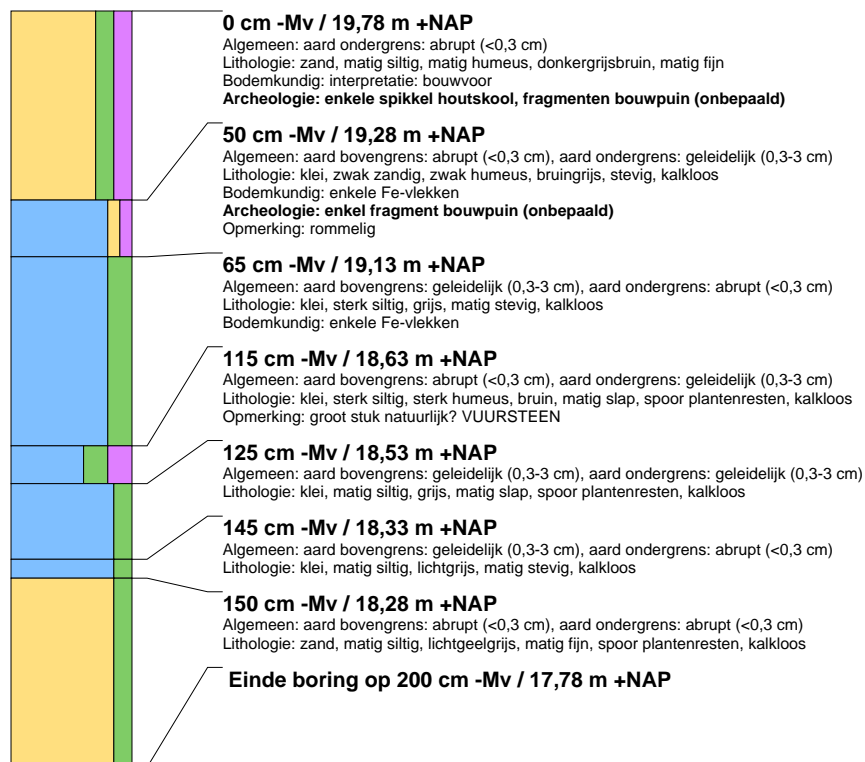 0 cm -Mv / 19,78 m +NAP
Algemeen: aard ondergrens: abrupt (<0,3 cm)
Lithologie: zand, matig siltig, matig humeus, donkergrijsbruin, matig fijn
Bodemkundig: interpretatie: bouwvoor
Archeologie: enkele spikkel houtskool, fragmenten bouwpuin (onbepaald)
50 cm -Mv / 19,28 m +NAP
Algemeen: aard bovengrens: abrupt (<0,3 cm), aard ondergrens: geleidelijk (0,3-3 cm)
Lithologie: klei, zwak zandig, zwak humeus, bruingrijs, stevig, kalkloos
Bodemkundig: enkele Fe-vlekken
Archeologie: enkel fragment bouwpuin (onbepaald)
Opmerking: rommelig
65 cm -Mv / 19,13 m +NAP
Algemeen: aard bovengrens: geleidelijk (0,3-3 cm), aard ondergrens: abrupt (<0,3 cm)
Lithologie: klei, sterk siltig, grijs, matig stevig, kalkloos
Bodemkundig: enkele Fe-vlekken
115 cm -Mv / 18,63 m +NAP
Algemeen: aard bovengrens: abrupt (<0,3 cm), aard ondergrens: geleidelijk (0,3-3 cm)
Lithologie: klei, sterk siltig, sterk humeus, bruin, matig slap, spoor plantenresten, kalkloos
Opmerking: groot stuk natuurlijk? VUURSTEEN
125 cm -Mv / 18,53 m +NAP
Algemeen: aard bovengrens: geleidelijk (0,3-3 cm), aard ondergrens: geleidelijk (0,3-3 cm)
Lithologie: klei, matig siltig, grijs, matig slap, spoor plantenresten, kalkloos
145 cm -Mv / 18,33 m +NAP
Algemeen: aard bovengrens: geleidelijk (0,3-3 cm), aard ondergrens: abrupt (<0,3 cm)
Lithologie: klei, matig siltig, lichtgrijs, matig stevig, kalkloos
150 cm -Mv / 18,28 m +NAP
Algemeen: aard bovengrens: abrupt (<0,3 cm), aard ondergrens: abrupt (<0,3 cm)
Lithologie: zand, matig siltig, lichtgeelgrijs, matig fijn, spoor plantenresten, kalkloos
Einde boring op 200 cm -Mv / 17,78 m +NAP